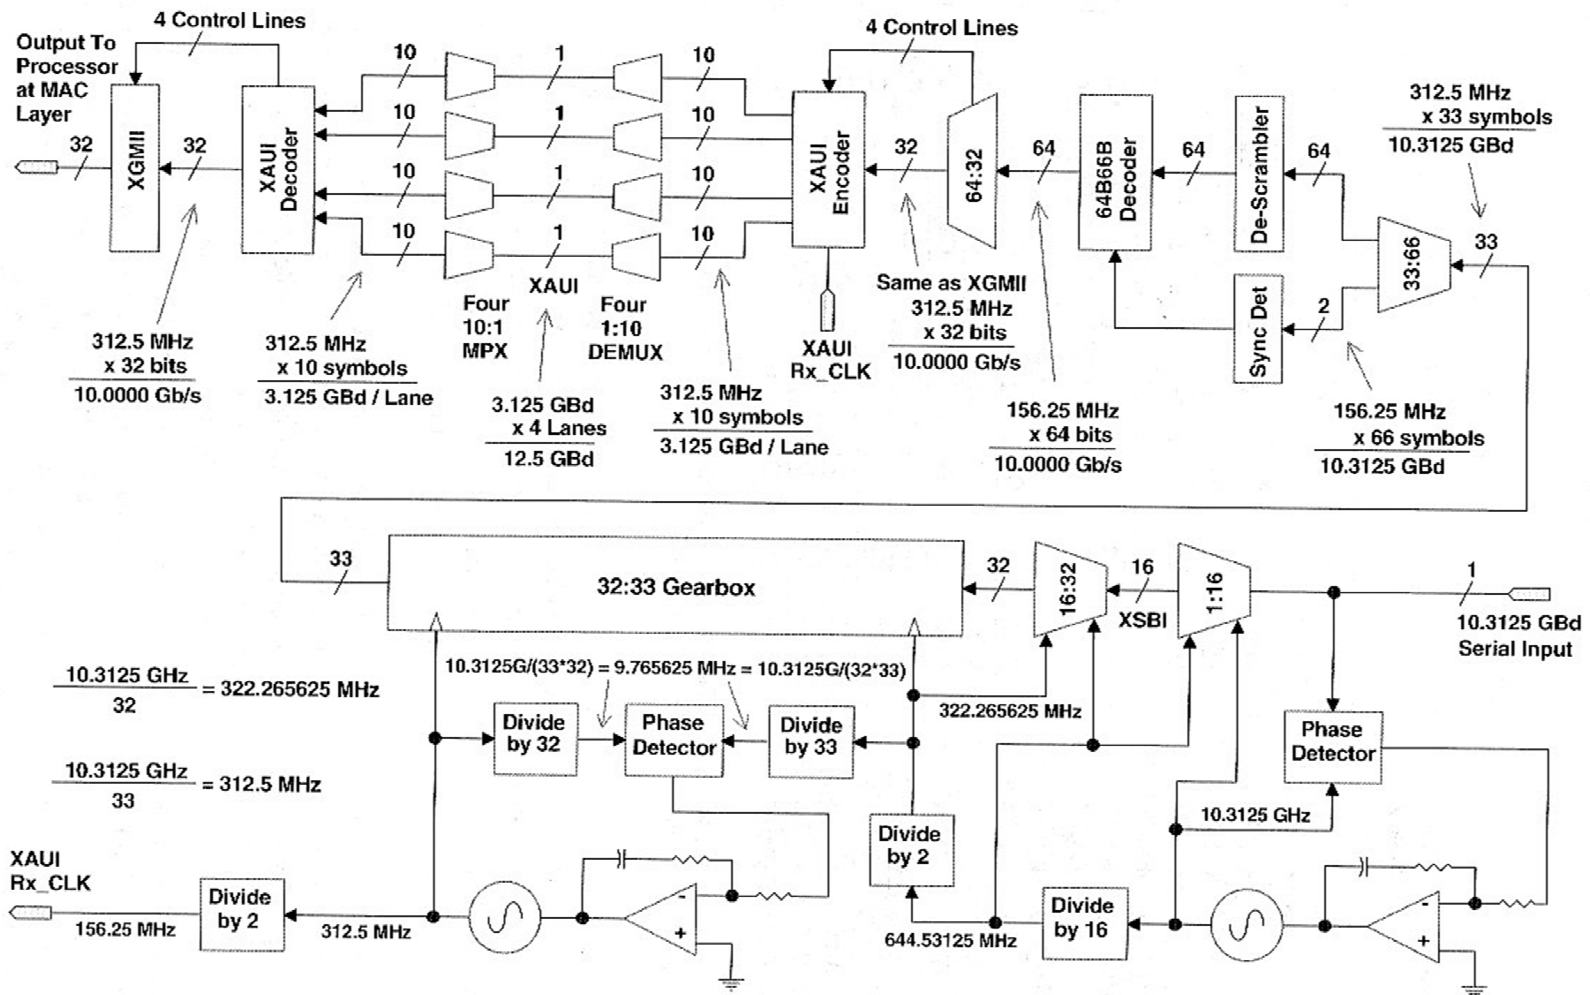 4 Control Lines
4 Control Lines
Output To
Processor
at MAC
Layer
10
1
10
10
1
10
10
1
10
10
1
10
32
XGMII
32
XAUI
Decoder
XAUI
Encoder
32
64:32
64
64B66B
Decoder
64
De-Scrambler
64
33:66
33
Sync Det
2
312.5 MHz
x 33 symbols
10.3125 GBd
XAUI
Four
10:1
MPX
Four
1:10
DEMUX
XAUI
Rx_CLK
Same as XGMII
312.5 MHz
x 32 bits
10.0000 Gb/s
312.5 MHz
x 32 bits
10.0000 Gb/s
312.5 MHz
x 10 symbols
3.125 GBd / Lane
3.125 GBd
x 4 Lanes
12.5 GBd
312.5 MHz
x 10 symbols
3.125 GBd / Lane
156.25 MHz
x 64 bits
10.0000 Gb/s
156.25 MHz
x 66 symbols
10.3125 GBd
33
32:33 Gearbox
32
16:32
16
XSBI
1:16
1
10.3125 GBd
Serial Input
10.3125G/(33*32) = 9.765625 MHz = 10.3125G/(32*33)
10.3125 GHz
32
= 322.265625 MHz
10.3125 GHz
33
= 312.5 MHz
Divide
by 32
Phase
Detector
Divide
by 33
322.265625 MHz
Phase
Detector
10.3125 GHz
Divide
by 2
XAUI
Rx_CLK
156.25 MHz
Divide
by 2
312.5 MHz
-
+
644.53125 MHz
Divide
by 16
-
+